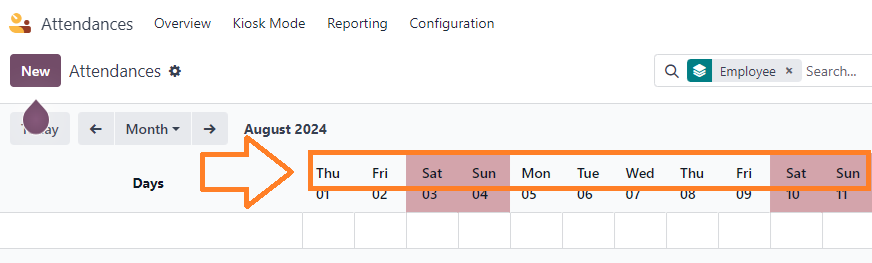 Attendances Overview Kiosk Mode Reporting Configuration
New Attendances Employee × Search...
Today Month August 2024
Days
Thu Fri Sat Sun Mon Tue Wed Thu Fri Sat Sun
01 02 03 04 05 06 07 08 09 10 11